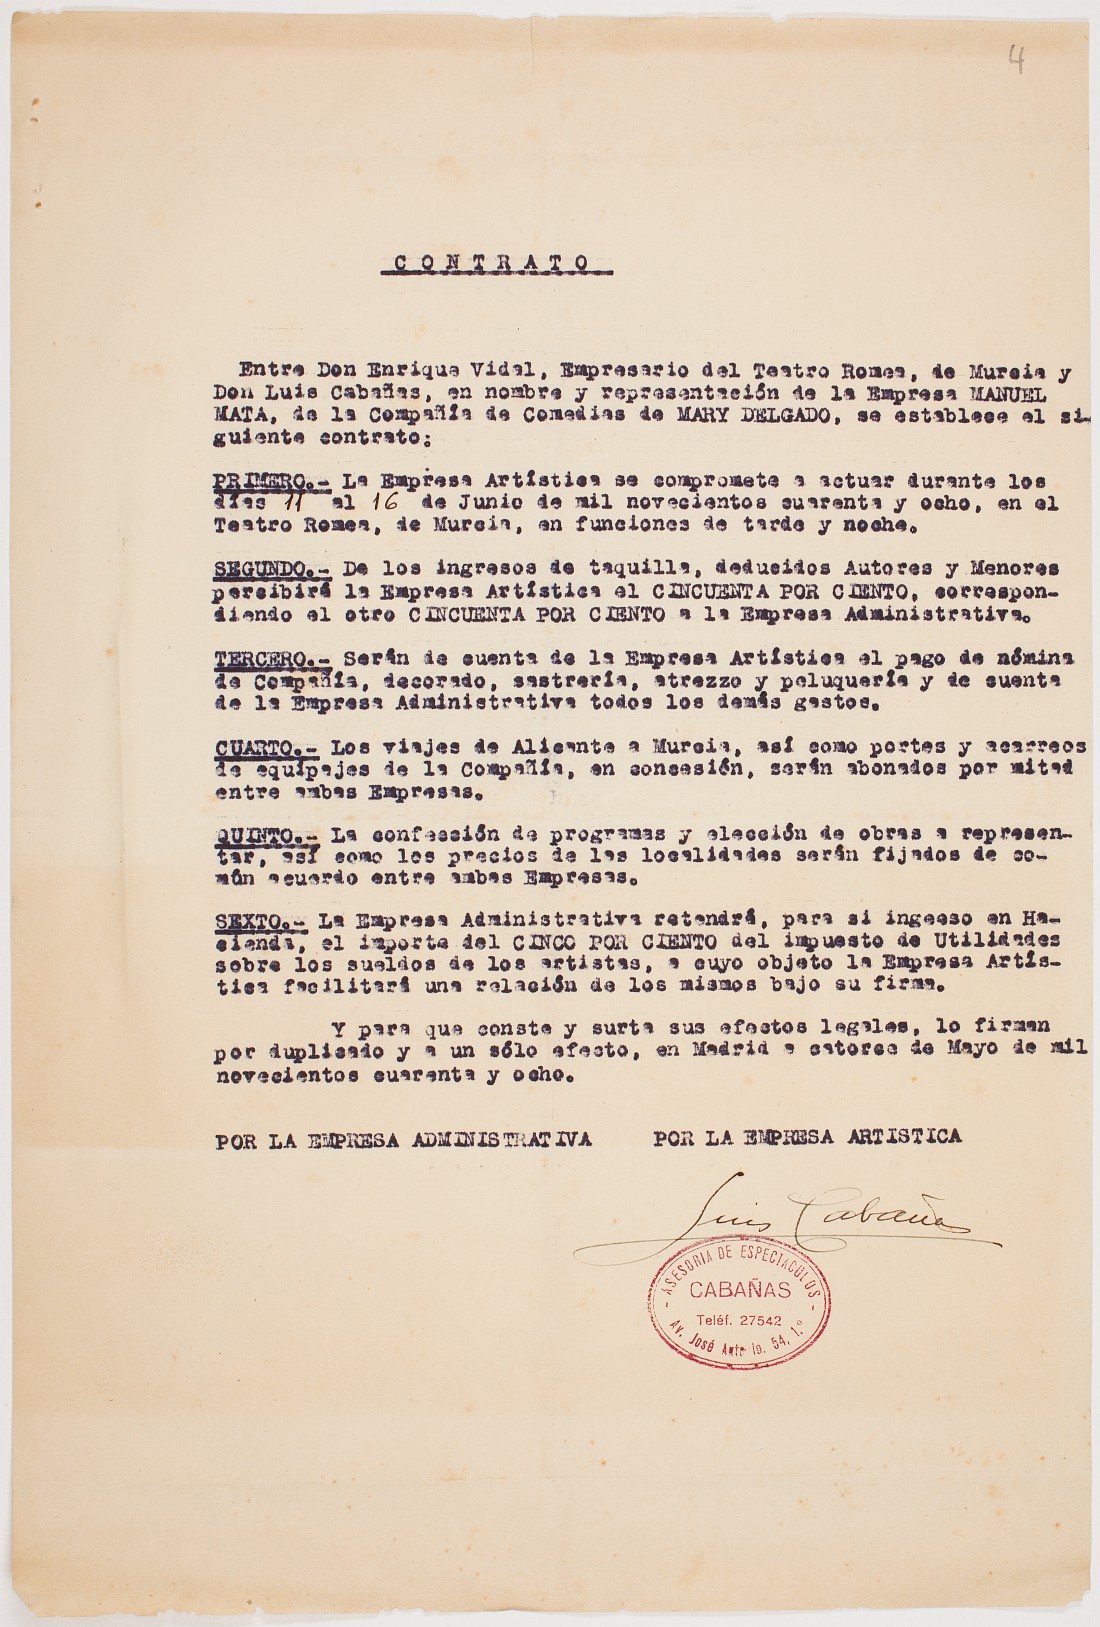 4
CONTRATO
Entre Don Enrique Vidal, Empresario del Teatro Romea, de Murcia y
Don Luis Cabañas, en nombre y representación de la Empresa MANUEL
MATA, de la Compañía de Comedias de MARY DELGADO, se establece el si-
guiente contrato:
PRIMERO.- La Empresa Artística se compromete a actuar durante los
días 11 al 16 de Junio de mil novecientos cuarenta y ocho, en el
Teatro Romea, de Murcia, en funciones de tarde y noche.
SEGUNDO.- De los ingresos de taquilla, deducidos Autores y Menores
percibirá la Empresa Artística el CINCUENTA POR CIENTO, correspon-
diendo el otro CINCUENTA POR CIENTO a la Empresa Administrativa.
TERCERO.- Serán de cuenta de la Empresa Artística el pago de nómina
de Compañía, decorado, sastrería, atrezzo y peluquería y de cuenta
de la Empresa Administrativa todos los demás gastos.
CUARTO.- Los viajes de Alicante a Murcia, así como portes y acarreos
de equipajes de la Compañía, en concesión, serán abonados por mitad
entre ambas Empresas.
QUINTO.- La confección de programas y elección de obras a represen-
tar, así como los precios de las localidades serán fijados de co-
mún acuerdo entre ambas Empresas.
SEXTO.- La Empresa Administrativa retendrá, para si ingeeso en Ha-
cienda, el importe del CINCO POR CIENTO del impuesto de Utilidades
sobre los sueldos de los artistas, a cuyo objeto la Empresa Artís-
tica facilitará una relación de los mismos bajo su firma.
Y para que conste y surta sus efectos legales, lo firman
por duplicado y a un sólo efecto, en Madrid a catorce de Mayo de mil
novecientos cuarenta y ocho.
POR LA EMPRESA ADMINISTRATIVA POR LA EMPRESA ARTISTICA
Luis Cabañas
- ASESORIA DE ESPECTACULOS -
CABAÑAS
Teléf. 27542
Av. José Antonio. 54, 1.º